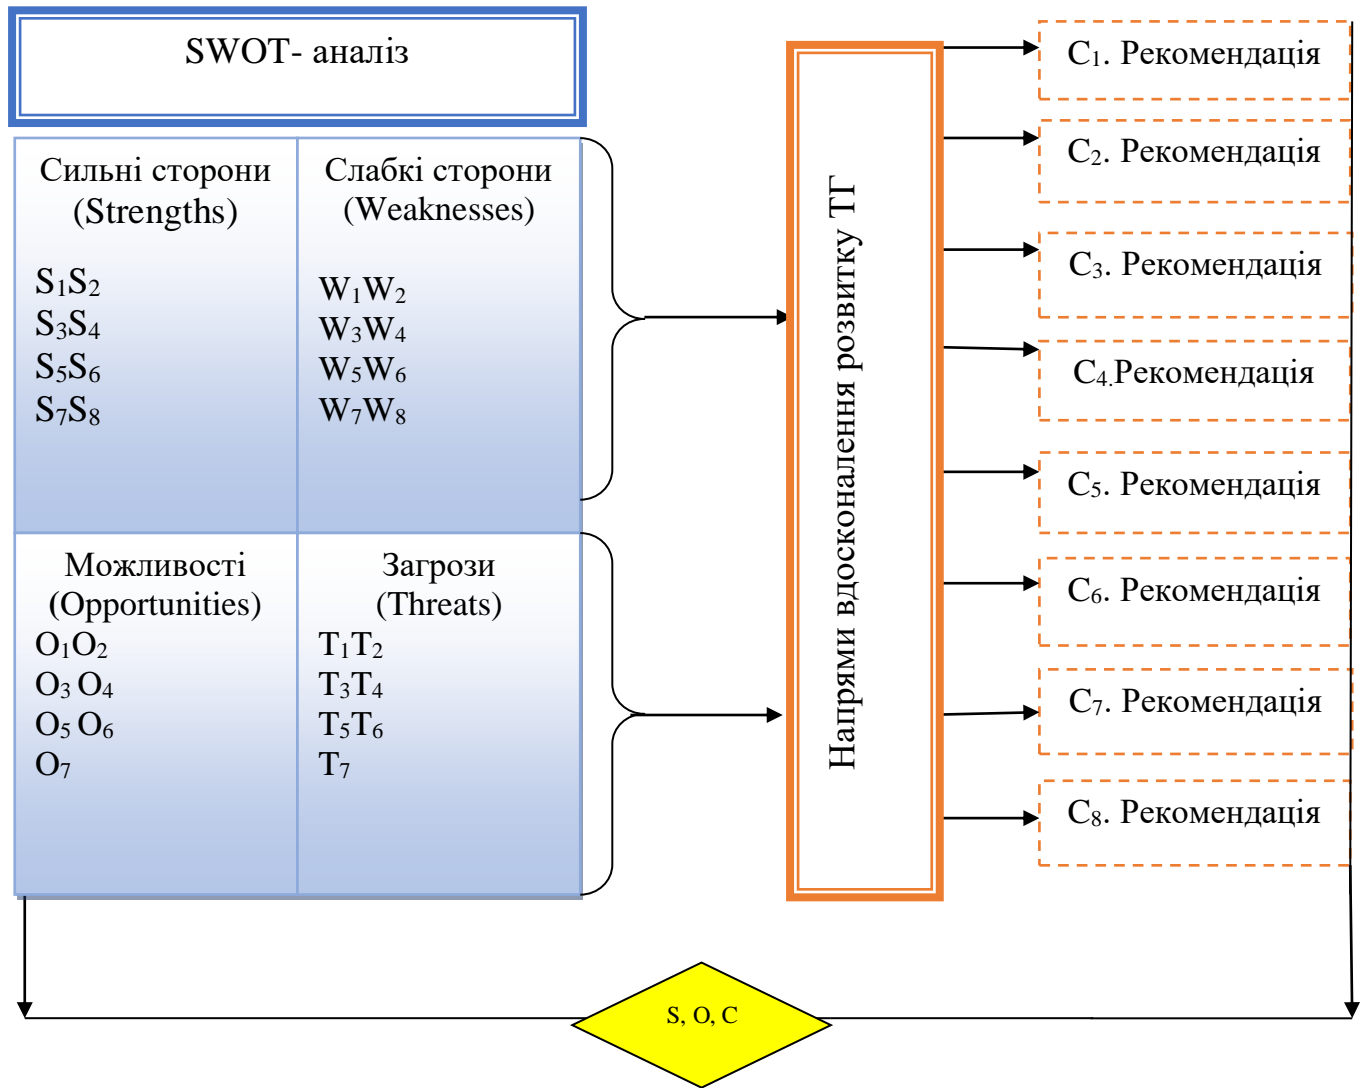 SWOT- аналіз
Сильні сторони
(Strengths)
S₁S₂
S₃S₄
S₅S₆
S₇S₈
Слабкі сторони
(Weaknesses)
W₁W₂
W₃W₄
W₅W₆
W₇W₈
Можливості
(Opportunities)
O₁O₂
O₃ O₄
O₅ O₆
O₇
Загрози
(Threats)
T₁T₂
T₃T₄
T₅T₆
T₇
Напрями вдосконалення розвитку ТГ
C₁. Рекомендація
C₂. Рекомендація
C₃. Рекомендація
C₄.Рекомендація
C₅. Рекомендація
C₆. Рекомендація
C₇. Рекомендація
C₈. Рекомендація
S, O, C